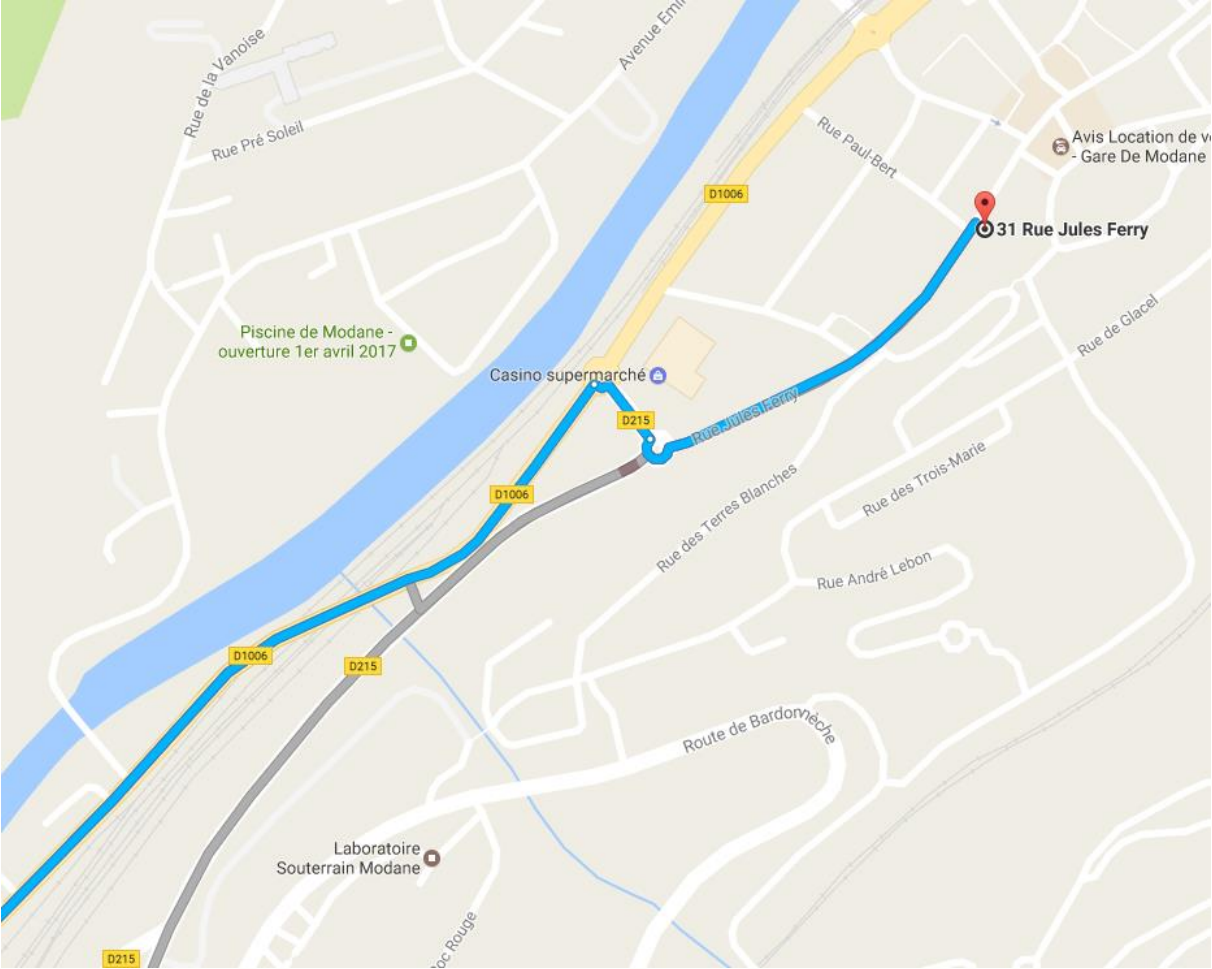 Rue de la Vanoise
Avenue Emil
Rue Pré Soleil
Rue Paul-Bert
Avis Location de v
- Gare De Modane
D1006
31 Rue Jules Ferry
Rue de Glacel
Piscine de Modane -
ouverture 1er avril 2017
Casino supermarché
D215
Rue Jules Ferry
D1006
Rue des Trois-Marie
Rue des Terres Blanches
Rue André Lebon
D1006
D215
Route de Bardonnèche
Laboratoire
Souterrain Modane
oc Rouge
D215